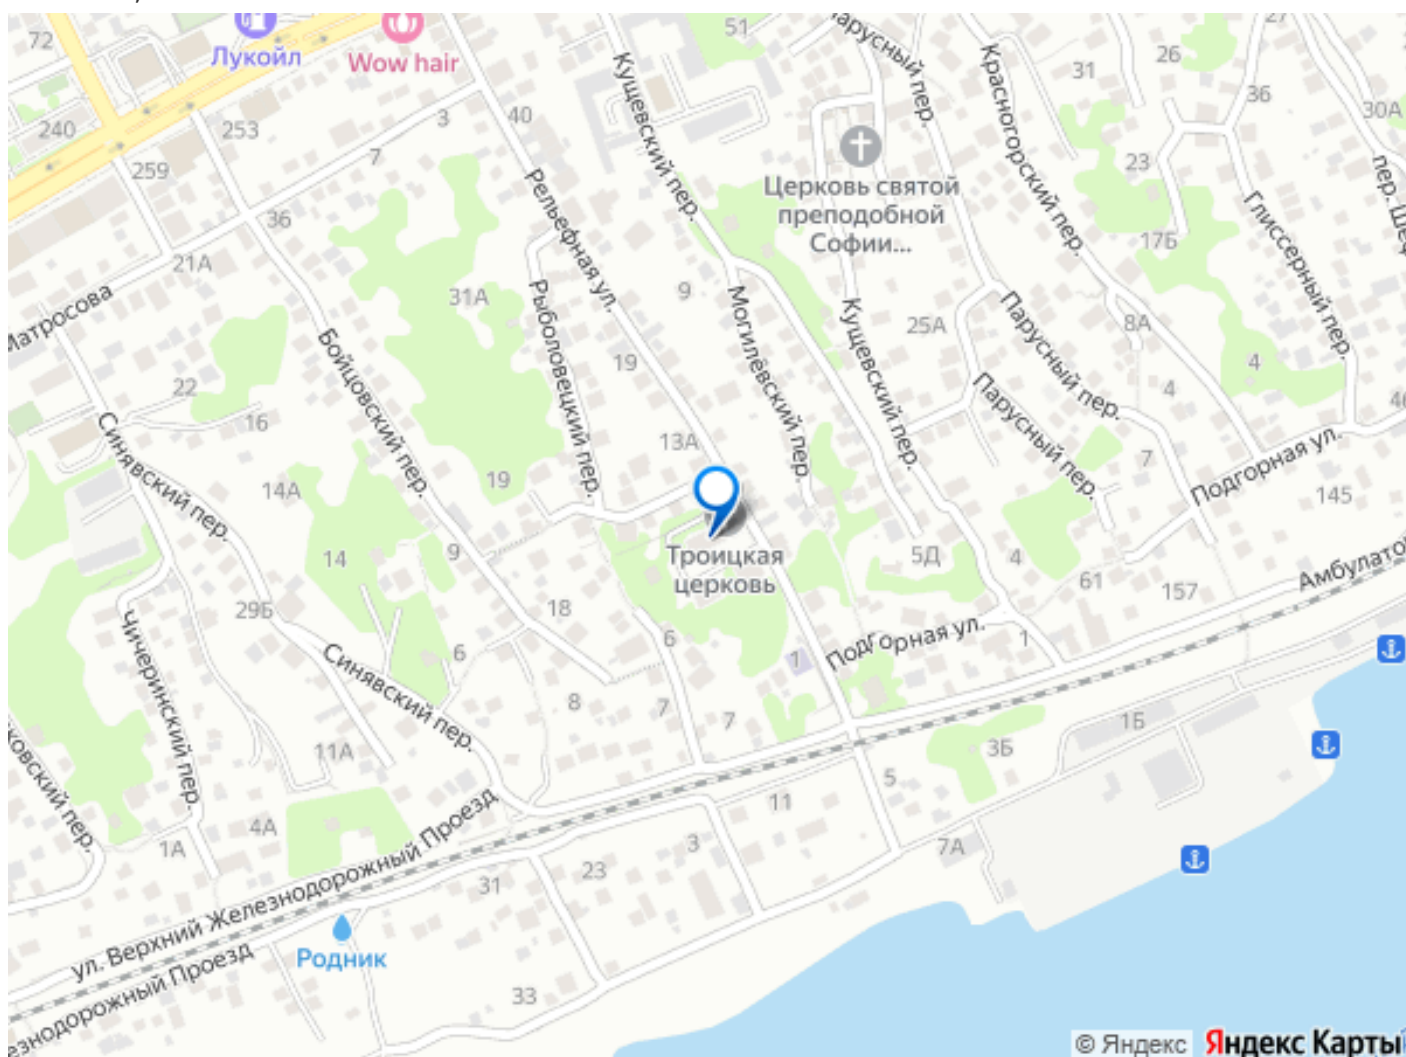 72
Лукойл
Wow hair
51
Парусный пер.
27
26
31
36
30А
240
253
3
40
Кущевский пер.
Красногорский пер.
259
7
23
Рельефная ул.
Церковь святой
преподобной
Софии...
36
21А
17Б
Глиссерный пер.
31А
Рыболовецкий пер.
9
Могилёвский пер.
Кущевский пер.
25А
Парусный пер.
8А
Матросова
Бойцовский пер.
19
4
22
16
4
Парусный пер.
46
Синявский пер.
13А
Подгорная ул.
7
14А
19
145
14
9
Троицкая
церковь
5Д
4
61
157
29Б
18
Чичеринский пер.
6
6
1
Подгорная ул.
1
Синявский пер.
8
7
7
11А
3Б
1Б
5
11
4А
1А
3
7А
23
31
ул. Верхний Железнодорожный Проезд
Родник
33
© Яндекс
Яндекс Карты